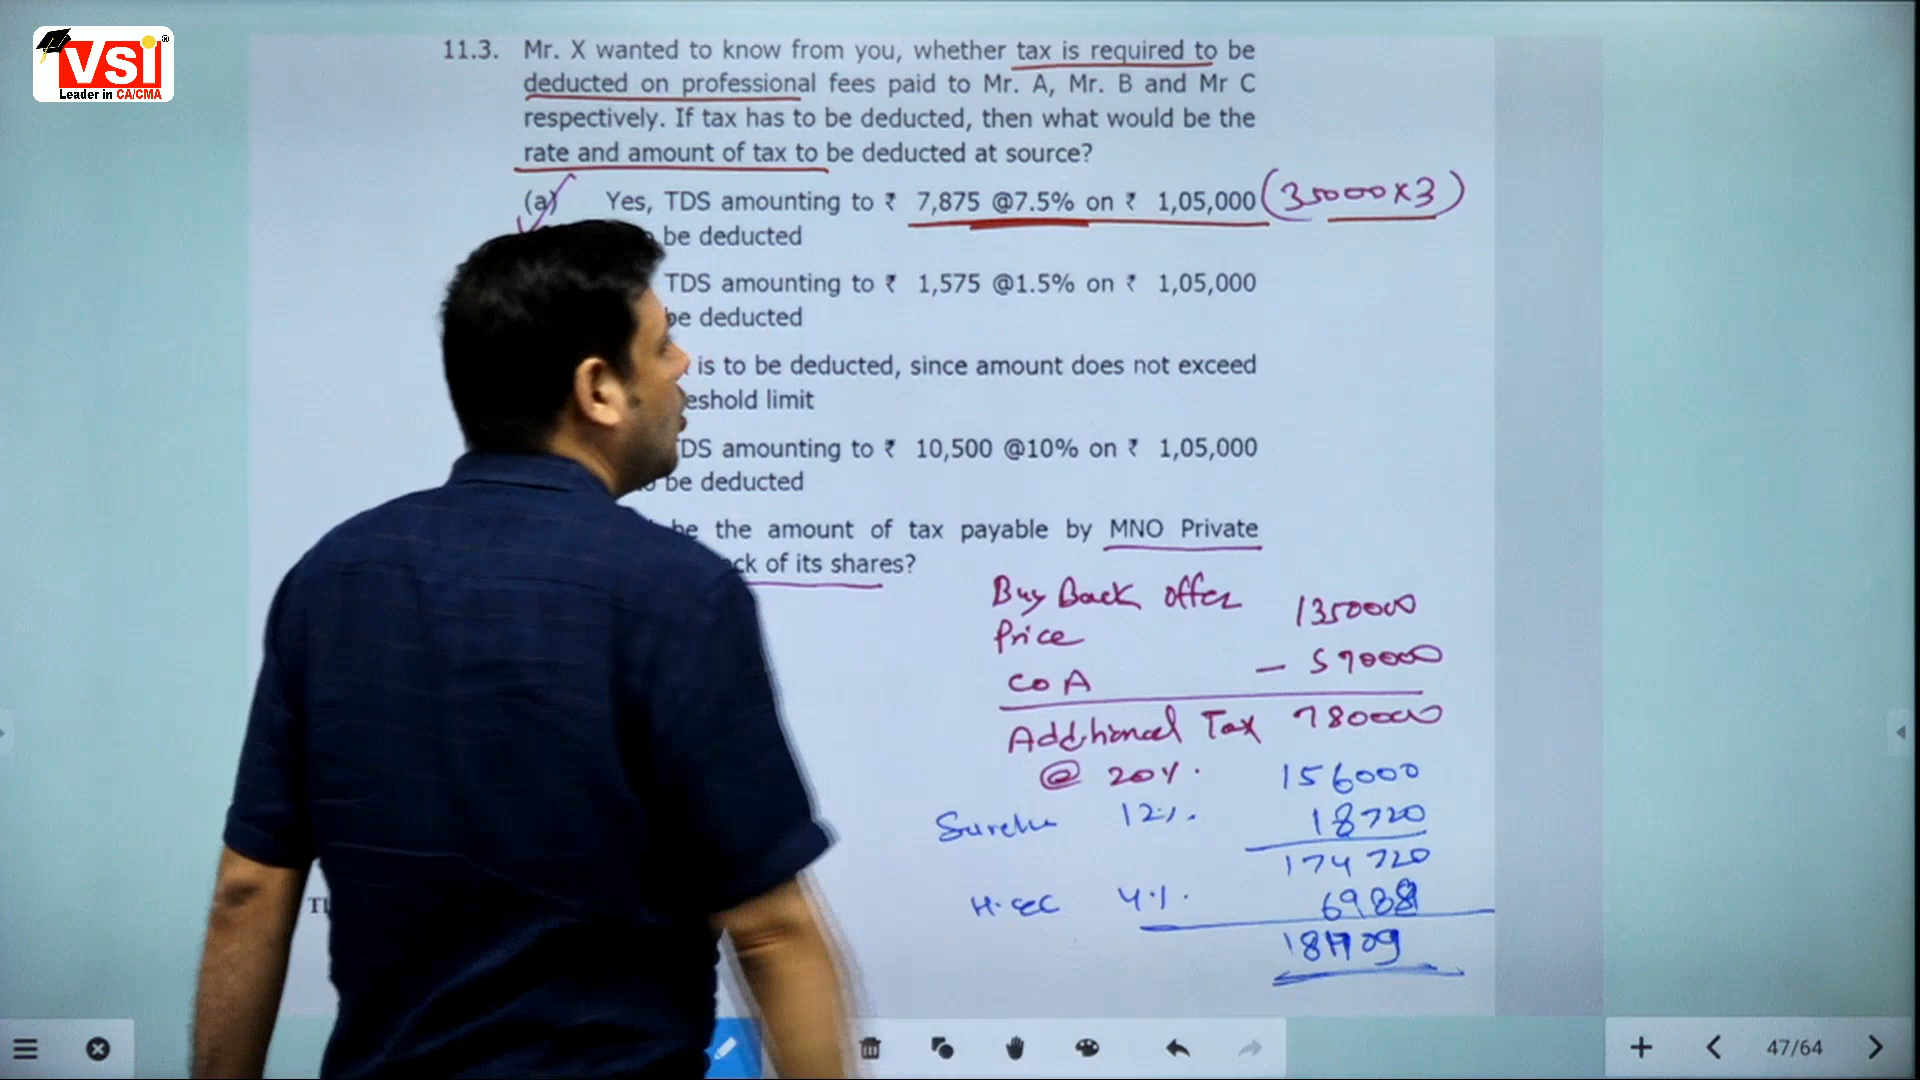 VSI®
Leader in CA/CMA
11.3. Mr. X wanted to know from you, whether tax is required to be
deducted on professional fees paid to Mr. A, Mr. B and Mr C
respectively. If tax has to be deducted, then what would be the
rate and amount of tax to be deducted at source?
(a) Yes, TDS amounting to ₹ 7,875 @7.5% on ₹ 1,05,000 (35000×3)
be deducted
TDS amounting to ₹ 1,575 @1.5% on ₹ 1,05,000
be deducted
is to be deducted, since amount does not exceed
eshold limit
TDS amounting to ₹ 10,500 @10% on ₹ 1,05,000
be deducted
be the amount of tax payable by MNO Private
ck of its shares?
Buy Back offer 1350000
Price
COA – 570000
Additional Tax 780000
@ 20%. 156000
12%. 18720
174720
4%. 6988
181709
47/64